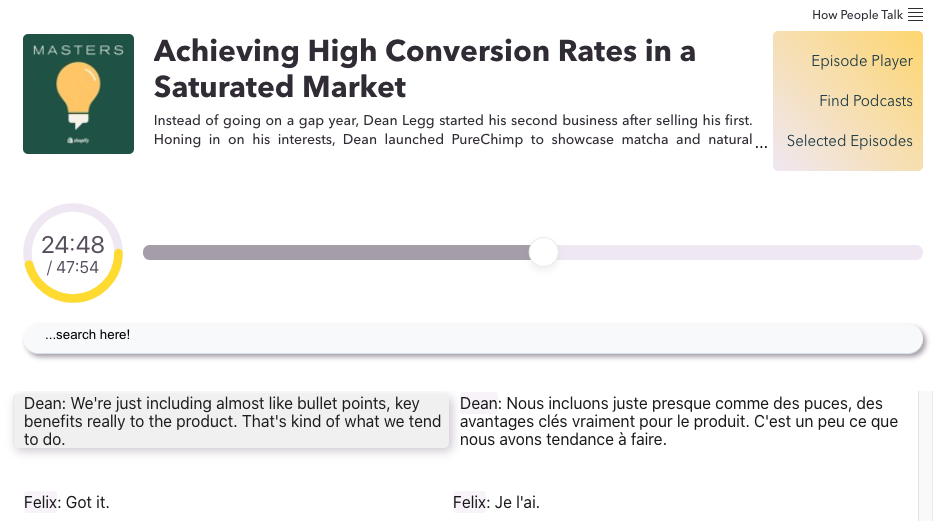 How People Talk
MASTERS
shopify
Achieving High Conversion Rates in a
Saturated Market
Instead of going on a gap year, Dean Legg started his second business after selling his first.
Honing in on his interests, Dean launched PureChimp to showcase matcha and natural ...
Episode Player
Find Podcasts
Selected Episodes
24:48
/ 47:54
...search here!
Dean: We're just including almost like bullet points, key
benefits really to the product. That's kind of what we tend
to do.
Dean: Nous incluons juste presque comme des puces, des
avantages clés vraiment pour le produit. C'est un peu ce que
nous avons tendance à faire.
Felix: Got it.
Felix: Je l'ai.